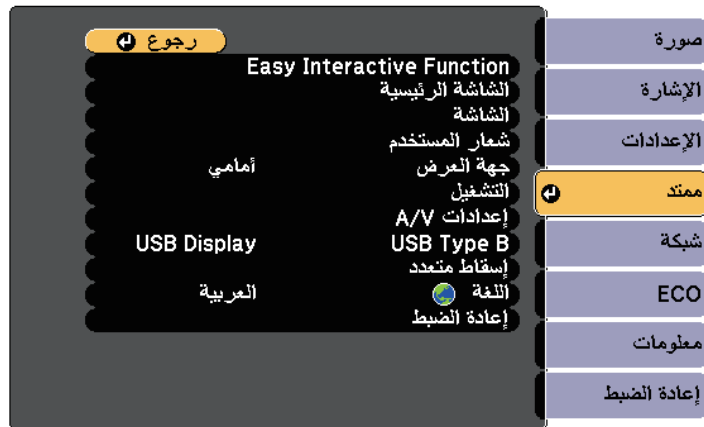 رجوع
Easy Interactive Function
الشاشة الرئيسية
الشاشة
شعار المستخدم
جهة العرض أمامي
التشغيل
إعدادات A/V
USB Type B USB Display
إسقاط متعدد
اللغة العربية
إعادة الضبط
صورة
الإشارة
الإعدادات
ممتد
شبكة
ECO
معلومات
إعادة الضبط